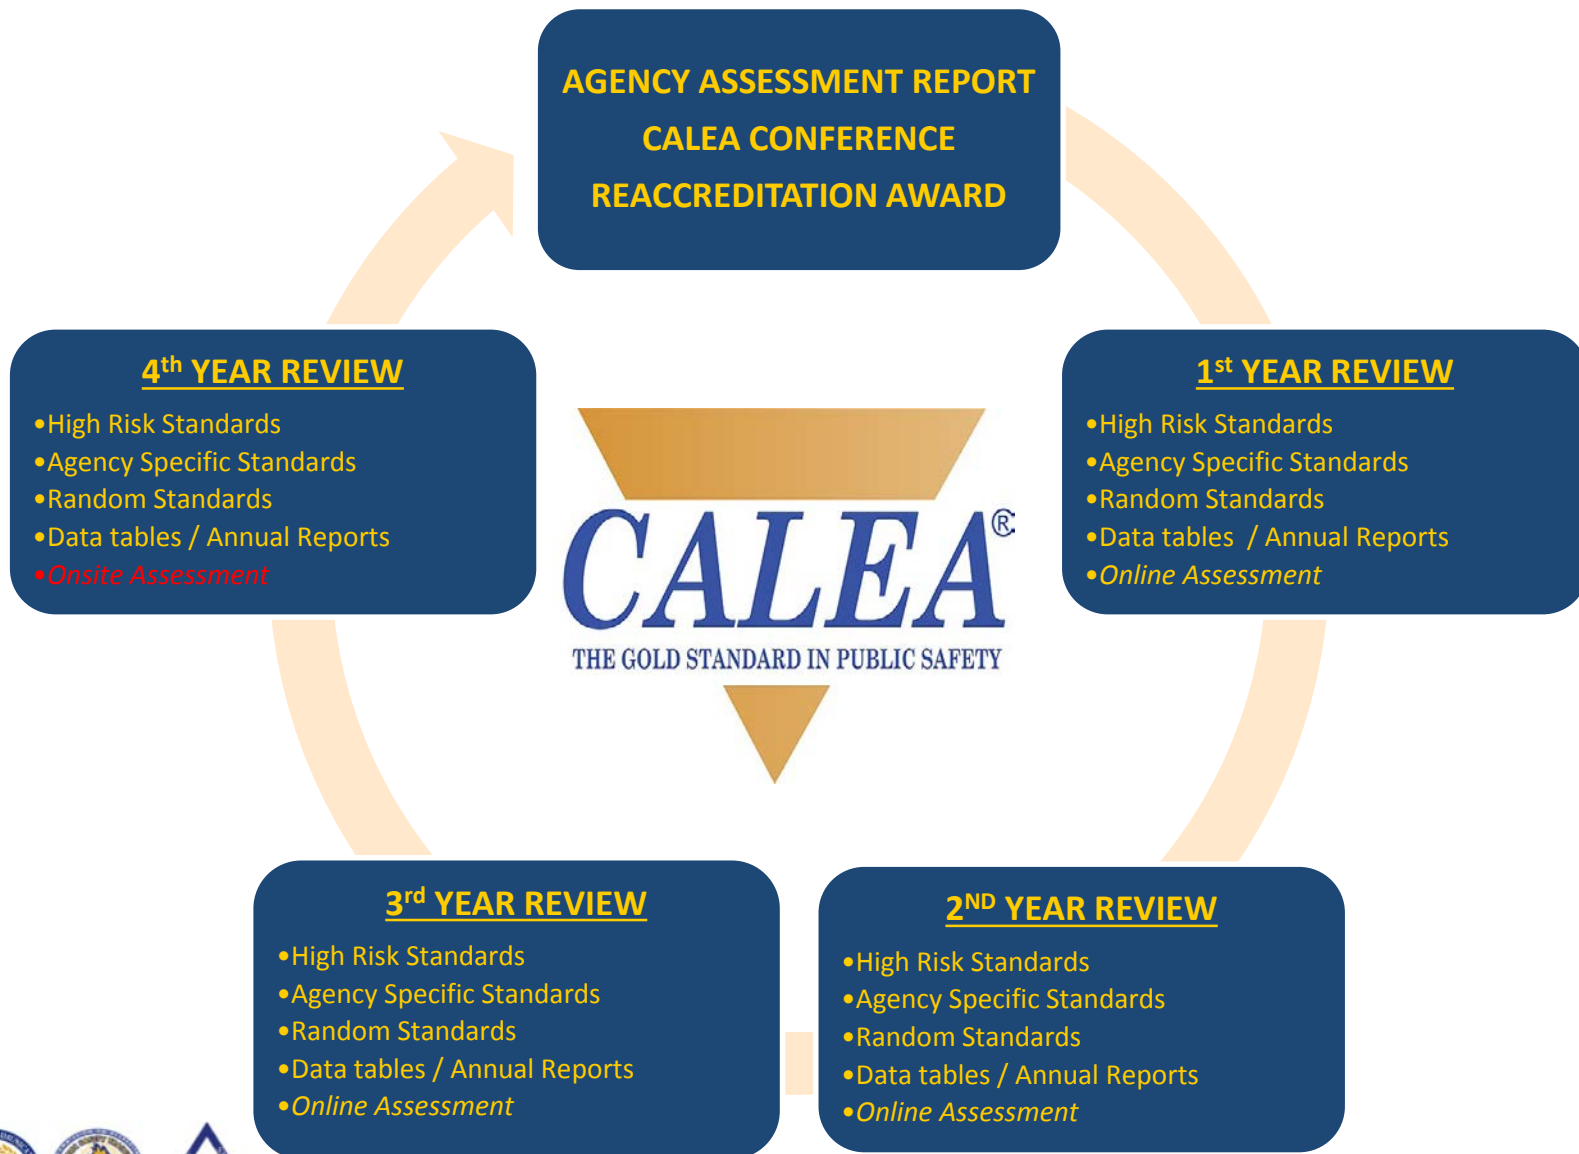 AGENCY ASSESSMENT REPORT
CALEA CONFERENCE
REACCREDITATION AWARD
4th YEAR REVIEW
•High Risk Standards
•Agency Specific Standards
•Random Standards
•Data tables / Annual Reports
•Onsite Assessment
1st YEAR REVIEW
•High Risk Standards
•Agency Specific Standards
•Random Standards
•Data tables / Annual Reports
•Online Assessment
CALEA®
THE GOLD STANDARD IN PUBLIC SAFETY
3rd YEAR REVIEW
•High Risk Standards
•Agency Specific Standards
•Random Standards
•Data tables / Annual Reports
•Online Assessment
2ND YEAR REVIEW
•High Risk Standards
•Agency Specific Standards
•Random Standards
•Data tables / Annual Reports
•Online Assessment